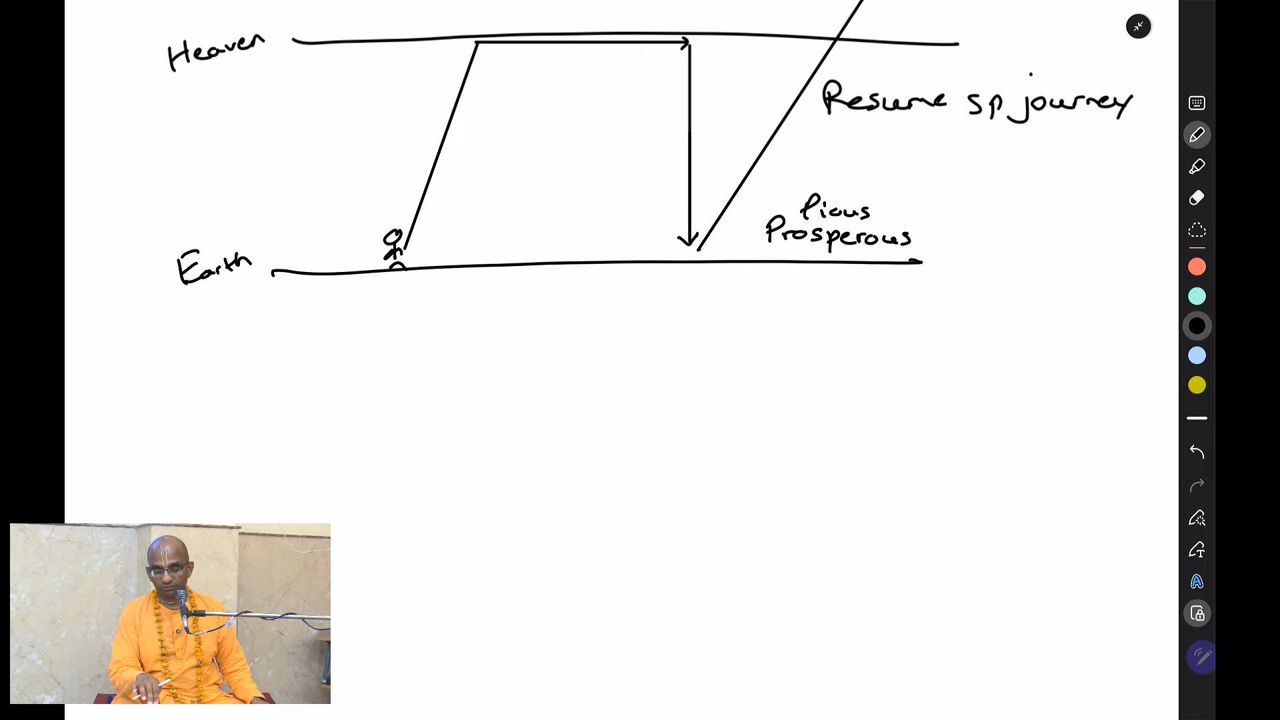 Heaven
Resume sp journey
Pious
Prosperous
Earth